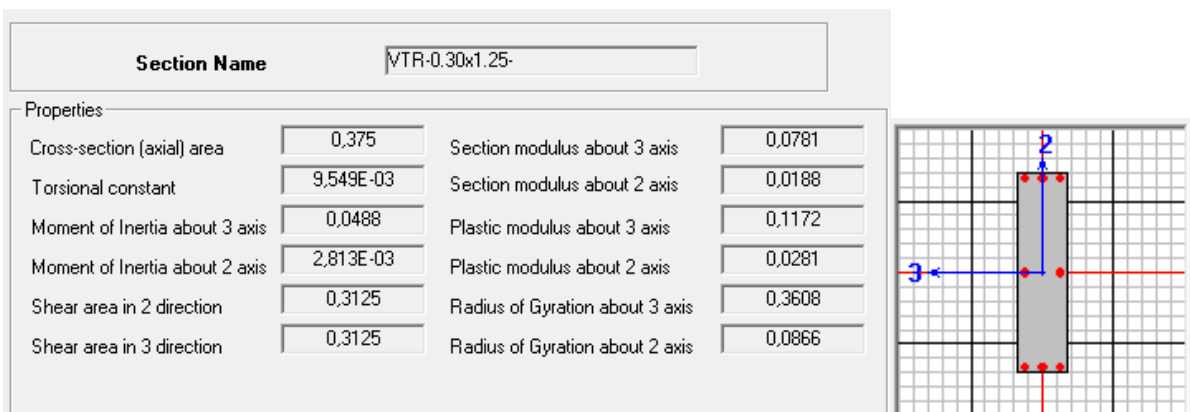 Section Name VTR-0.30x1.25-
Properties
Cross-section (axial) area 0,375 Section modulus about 3 axis 0,0781
Torsional constant 9,549E-03 Section modulus about 2 axis 0,0188
Moment of Inertia about 3 axis 0,0488 Plastic modulus about 3 axis 0,1172
Moment of Inertia about 2 axis 2,813E-03 Plastic modulus about 2 axis 0,0281
Shear area in 2 direction 0,3125 Radius of Gyration about 3 axis 0,3608
Shear area in 3 direction 0,3125 Radius of Gyration about 2 axis 0,0866
2
3